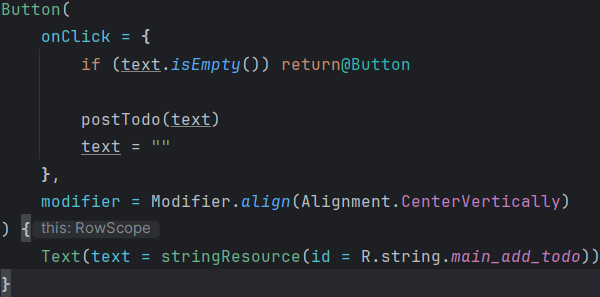 Button(
    onClick = {
        if (text.isEmpty()) return@Button

        postTodo(text)
        text = ""
    },
    modifier = Modifier.align(Alignment.CenterVertically)
) { this: RowScope
    Text(text = stringResource(id = R.string.main_add_todo))
}